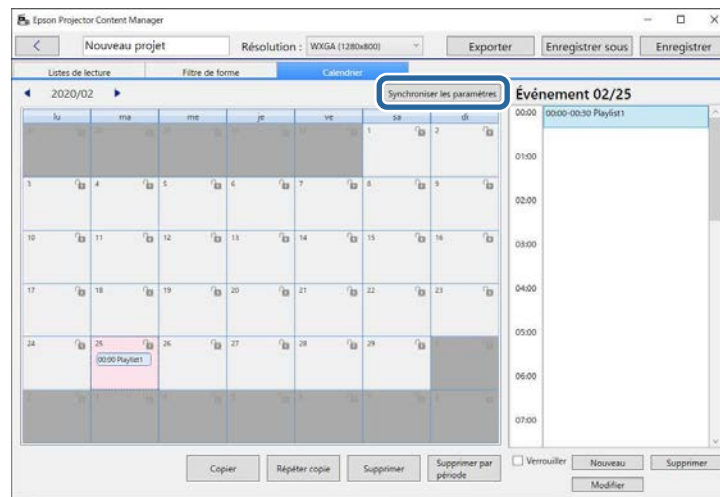 Epson Projector Content Manager
Nouveau projet Résolution : WXGA (1280x800) Exporter Enregistrer sous Enregistrer
Listes de lecture Filtre de forme Calendrier
2020/02 Synchroniser les paramètres Événement 02/25
lu ma me je ve sa di
1 2
3 4 5 6 7 8 9
10 11 12 13 14 15 16
17 18 19 20 21 22 23
24 25 26 27 28 29
00:00 Playlist1
00:00 00:00-00:30 Playlist1
01:00
02:00
03:00
04:00
05:00
06:00
07:00
Copier Répéter copie Supprimer Supprimer par période
Verrouiller Nouveau Supprimer
Modifier